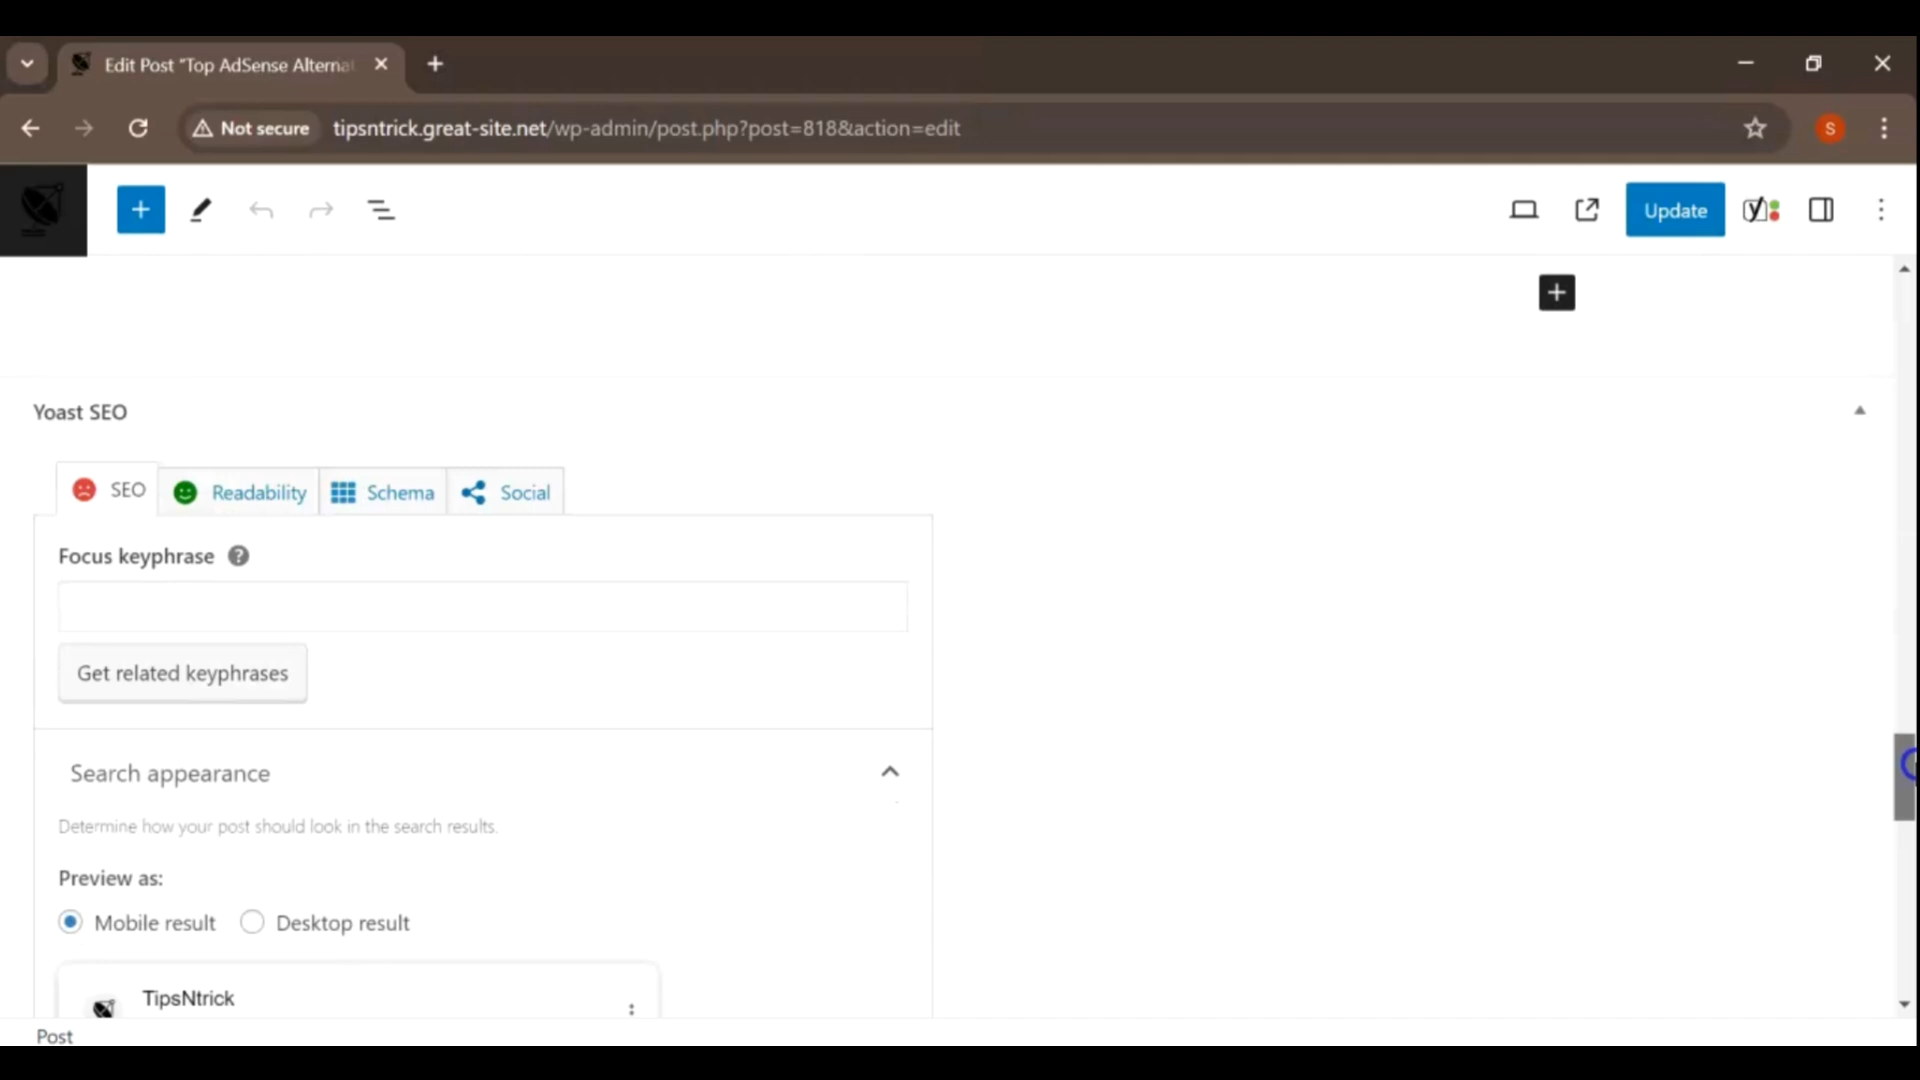 Edit Post "Top AdSense Alterna
Not secure
tipsntrick.great-site.net/wp-admin/post.php?post=818&action=edit
S
Update
Yoast SEO
SEO
Readability
Schema
Social
Focus keyphrase
Get related keyphrases
Search appearance
Determine how your post should look in the search results.
Preview as:
Mobile result
Desktop result
TipsNtrick
Post